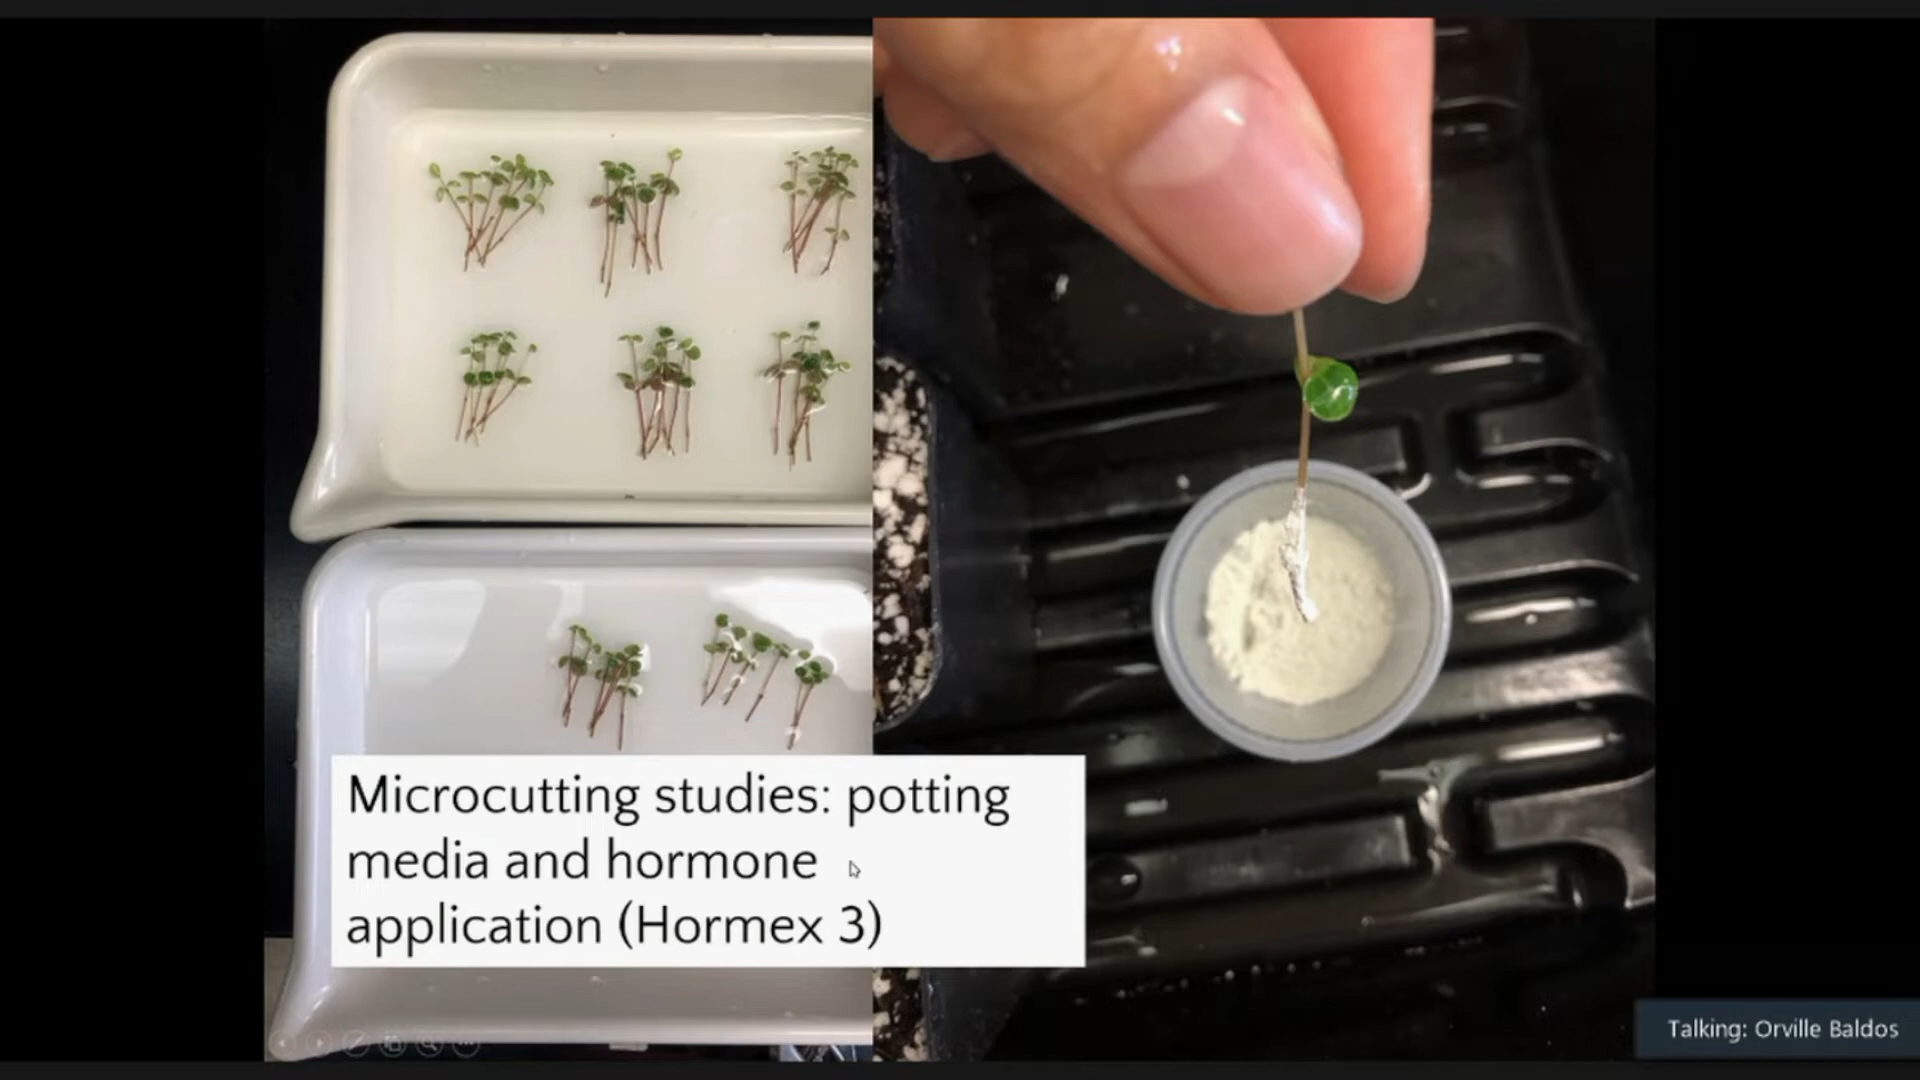 Microcutting studies: potting
media and hormone
application (Hormex 3)
Talking: Orville Baldos